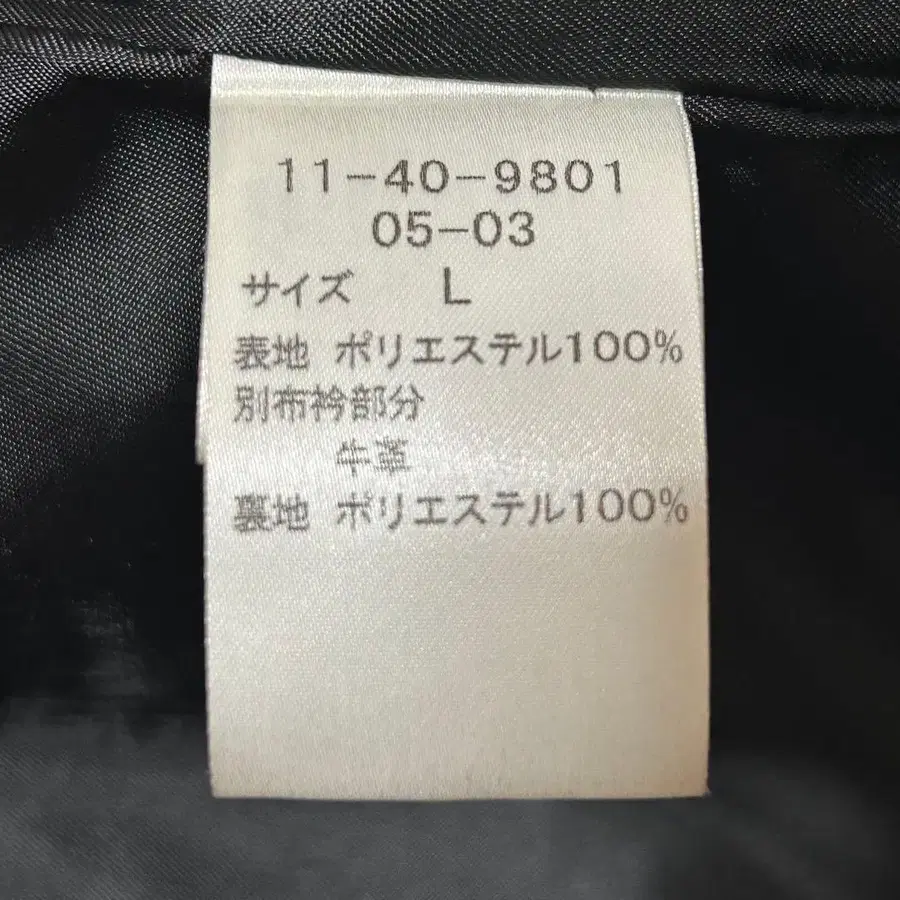 11-40-9801
05-03
サイズ L
表地 ポリエステル100%
別布衿部分
牛革
裏地 ポリエステル100%